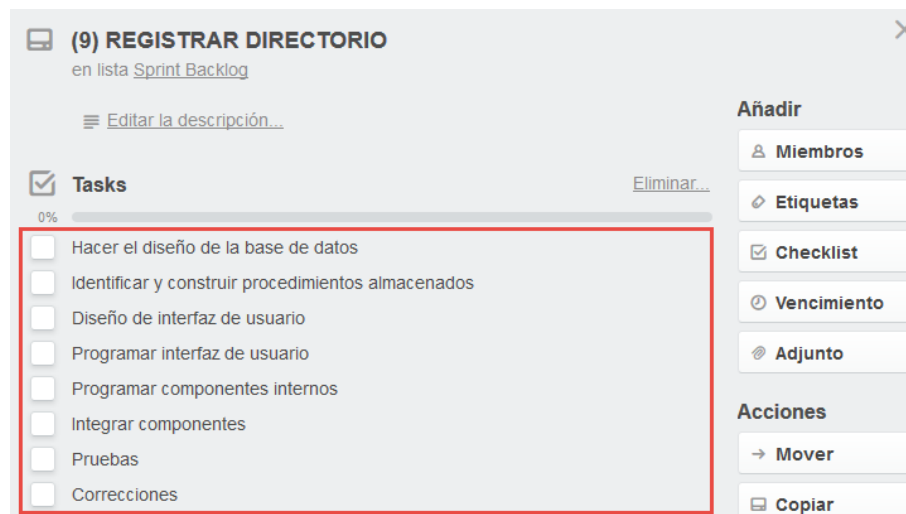 (9) REGISTRAR DIRECTORIO
en lista Sprint Backlog
Editar la descripción...
Tasks
Eliminar...
0%
Hacer el diseño de la base de datos
Identificar y construir procedimientos almacenados
Diseño de interfaz de usuario
Programar interfaz de usuario
Programar componentes internos
Integrar componentes
Pruebas
Correcciones
Añadir
Miembros
Etiquetas
Checklist
Vencimiento
Adjunto
Acciones
Mover
Copiar